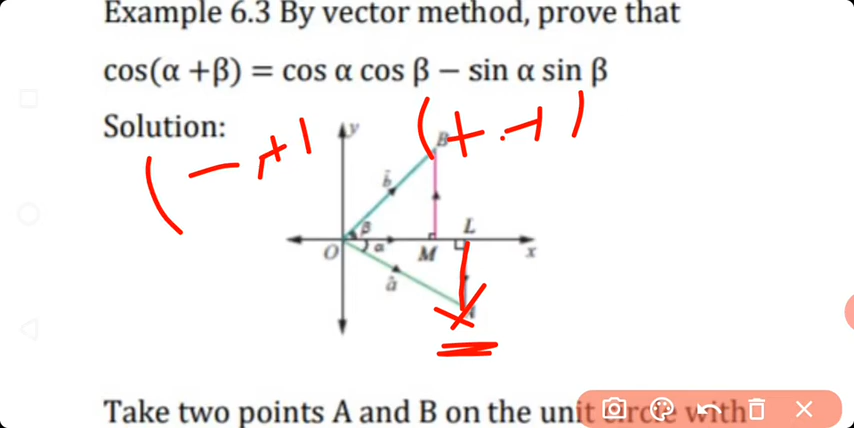 Example 6.3 By vector method, prove that
cos(α +β) = cos α cos β – sin α sin β
Solution:
y
B
(+ . +)
(- +)
b̂
β
L
O
α
M
x
â
A
Take two points A and B on the unit circle with